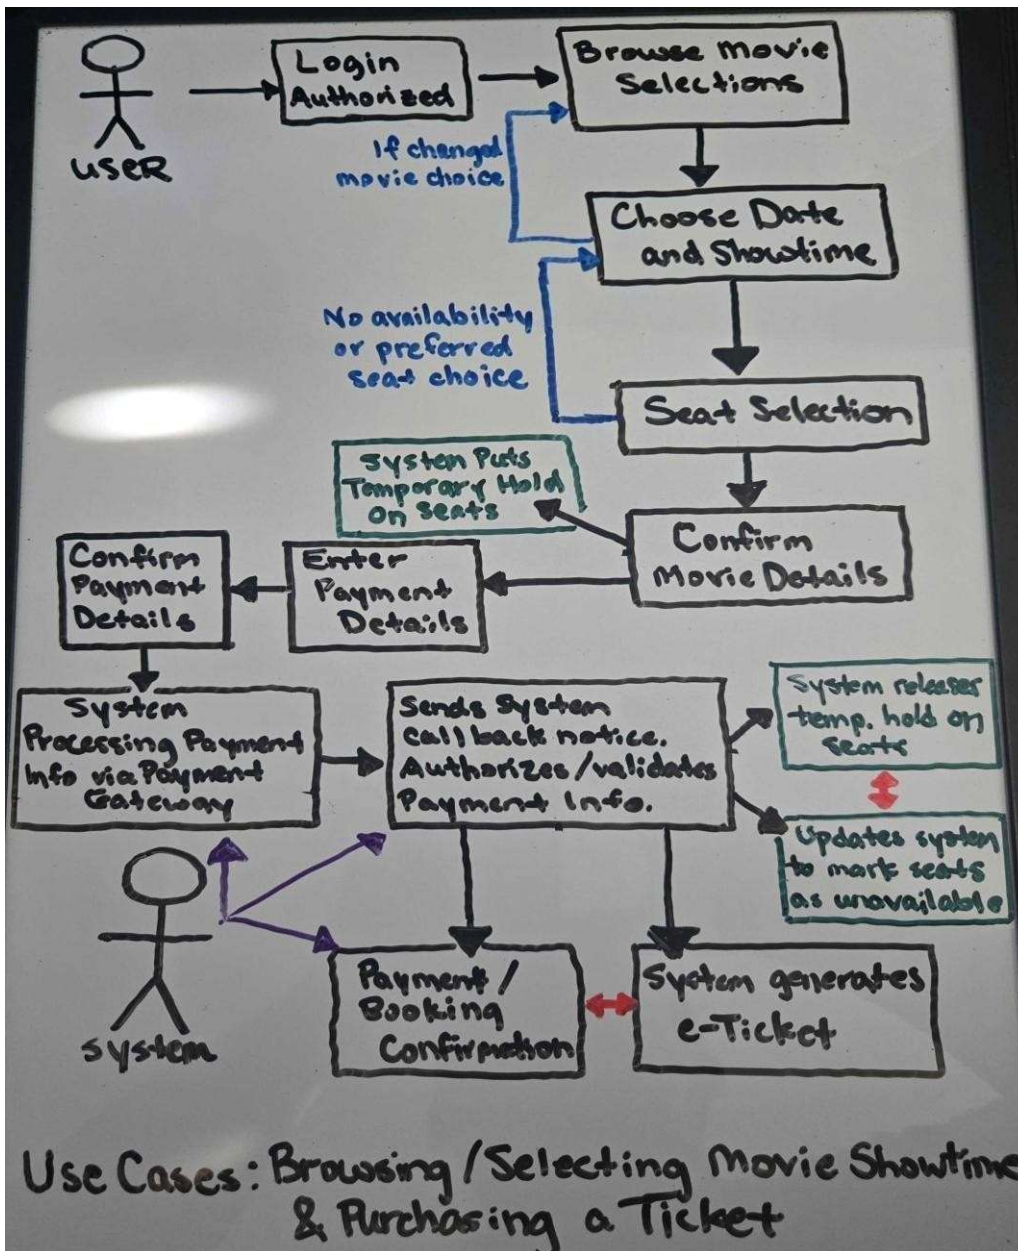 Login
Authorized
Browse Movie
Selections
USER
If changed
movie choice
Choose Date
and Showtime
No availability
or preferred
seat choice
Seat Selection
System Puts
Temporary Hold
on seats
Confirm
Movie Details
Enter
Payment
Details
Confirm
Payment
Details
System
Processing Payment
Info via Payment
Gateway
Sends System
callback notice.
Authorizes/validates
Payment Info.
System releases
temp. hold on
seats
Updates system
to mark seats
as unavailable
System
Payment/
Booking
Confirmation
System generates
e-Ticket
Use Cases: Browsing/Selecting Movie Showtime
& Purchasing a Ticket